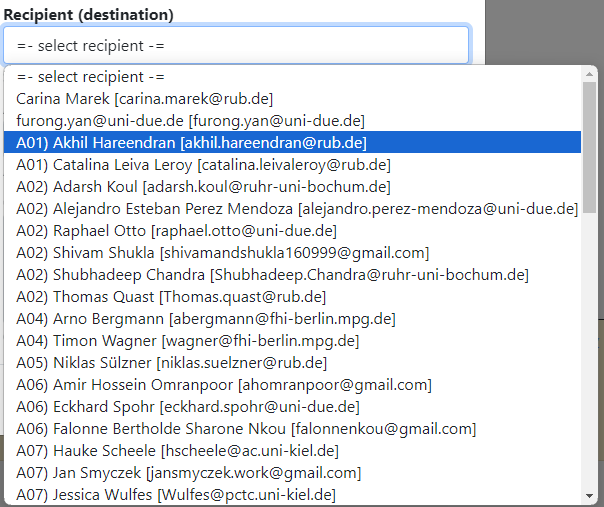 Recipient (destination)
=- select recipient -=
=- select recipient -=
Carina Marek [carina.marek@rub.de]
furong.yan@uni-due.de [furong.yan@uni-due.de]
A01) Akhil Hareendran [akhil.hareendran@rub.de]
A01) Catalina Leiva Leroy [catalina.leivaleroy@rub.de]
A02) Adarsh Koul [adarsh.koul@ruhr-uni-bochum.de]
A02) Alejandro Esteban Perez Mendoza [alejandro.perez-mendoza@uni-due.de]
A02) Raphael Otto [raphael.otto@uni-due.de]
A02) Shivam Shukla [shivamandshukla160999@gmail.com]
A02) Shubhadeep Chandra [Shubhadeep.Chandra@ruhr-uni-bochum.de]
A02) Thomas Quast [Thomas.quast@rub.de]
A04) Arno Bergmann [abergmann@fhi-berlin.mpg.de]
A04) Timon Wagner [wagner@fhi-berlin.mpg.de]
A05) Niklas Sülzner [niklas.suelzner@rub.de]
A06) Amir Hossein Omranpoor [ahomranpoor@gmail.com]
A06) Eckhard Spohr [eckhard.spohr@uni-due.de]
A06) Falonne Bertholde Sharone Nkou [falonnenkou@gmail.com]
A07) Hauke Scheele [hscheele@ac.uni-kiel.de]
A07) Jan Smyczek [jansmyczek.work@gmail.com]
A07) Jessica Wulfes [Wulfes@pctc.uni-kiel.de]